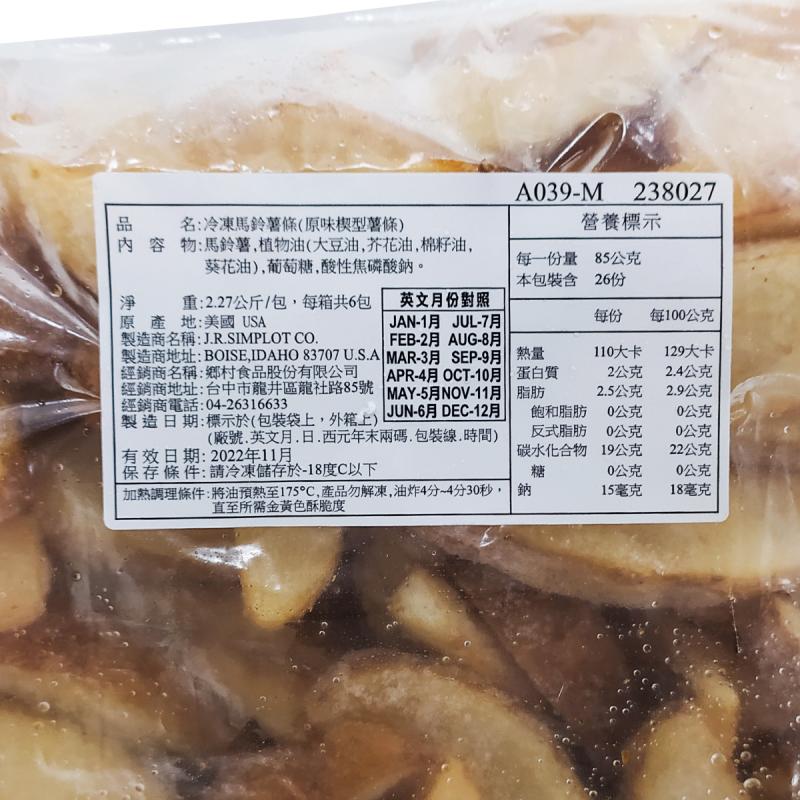 A039-M 238027
品 名:冷凍馬鈴薯條(原味楔型薯條)
內 容 物:馬鈴薯,植物油(大豆油,芥花油,棉籽油,
葵花油),葡萄糖,酸性焦磷酸鈉。
淨 重:2.27公斤/包,每箱共6包
原 產 地:美國 USA
製造商名稱:J.R.SIMPLOT CO.
製造商地址:BOISE,IDAHO 83707 U.S.A
經銷商名稱:鄉村食品股份有限公司
經銷商地址:台中市龍井區龍社路85號
經銷商電話:04-26316633
製 造 日 期:標示於(包裝袋上,外箱上)
(廠號.英文月.日.西元年末兩碼.包裝線.時間)
有 效 日 期:2022年11月
保 存 條 件:請冷凍儲存於-18度C以下
英文月份對照
JAN-1月 JUL-7月
FEB-2月 AUG-8月
MAR-3月 SEP-9月
APR-4月 OCT-10月
MAY-5月 NOV-11月
JUN-6月 DEC-12月
加熱調理條件:將油預熱至175°C,產品勿解凍,油炸4分~4分30秒,
直至所需金黃色酥脆度
營養標示
每一份量 85公克
本包裝含 26份
每份 每100公克
熱量 110大卡 129大卡
蛋白質 2公克 2.4公克
脂肪 2.5公克 2.9公克
飽和脂肪 0公克 0公克
反式脂肪 0公克 0公克
碳水化合物 19公克 22公克
糖 0公克 0公克
鈉 15毫克 18毫克